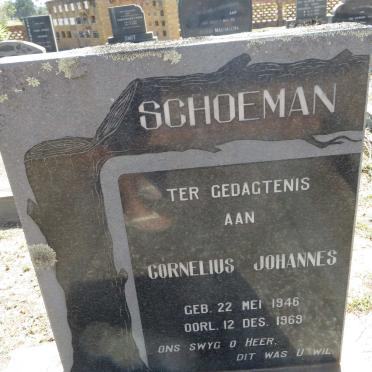 SCHOEMAN
TER GEDAGTENIS
AAN
CORNELIUS JOHANNES
GEB. 22 MEI 1946
OORL. 12 DES. 1969
ONS SWYG O HEER,
DIT WAS U WIL.